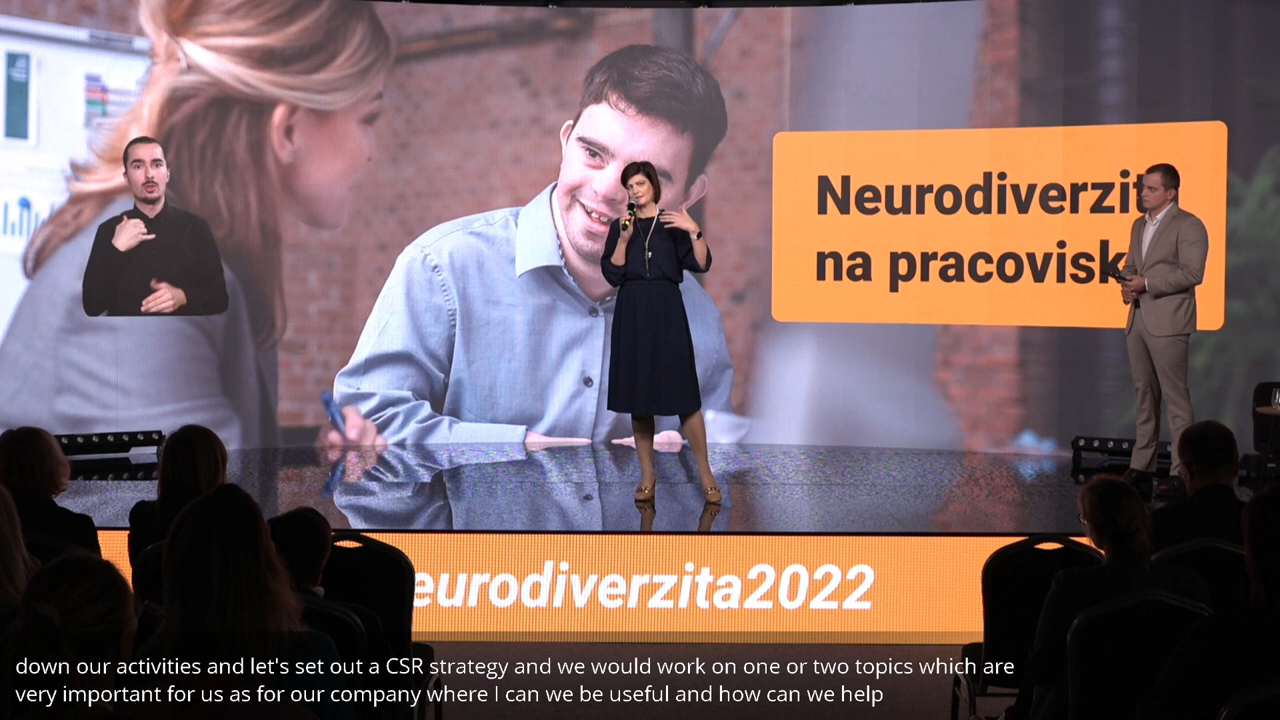 Neurodiverzit
na pracovisk
eurodiverzita2022
down our activities and let's set out a CSR strategy and we would work on one or two topics which are
very important for us as for our company where I can we be useful and how can we help